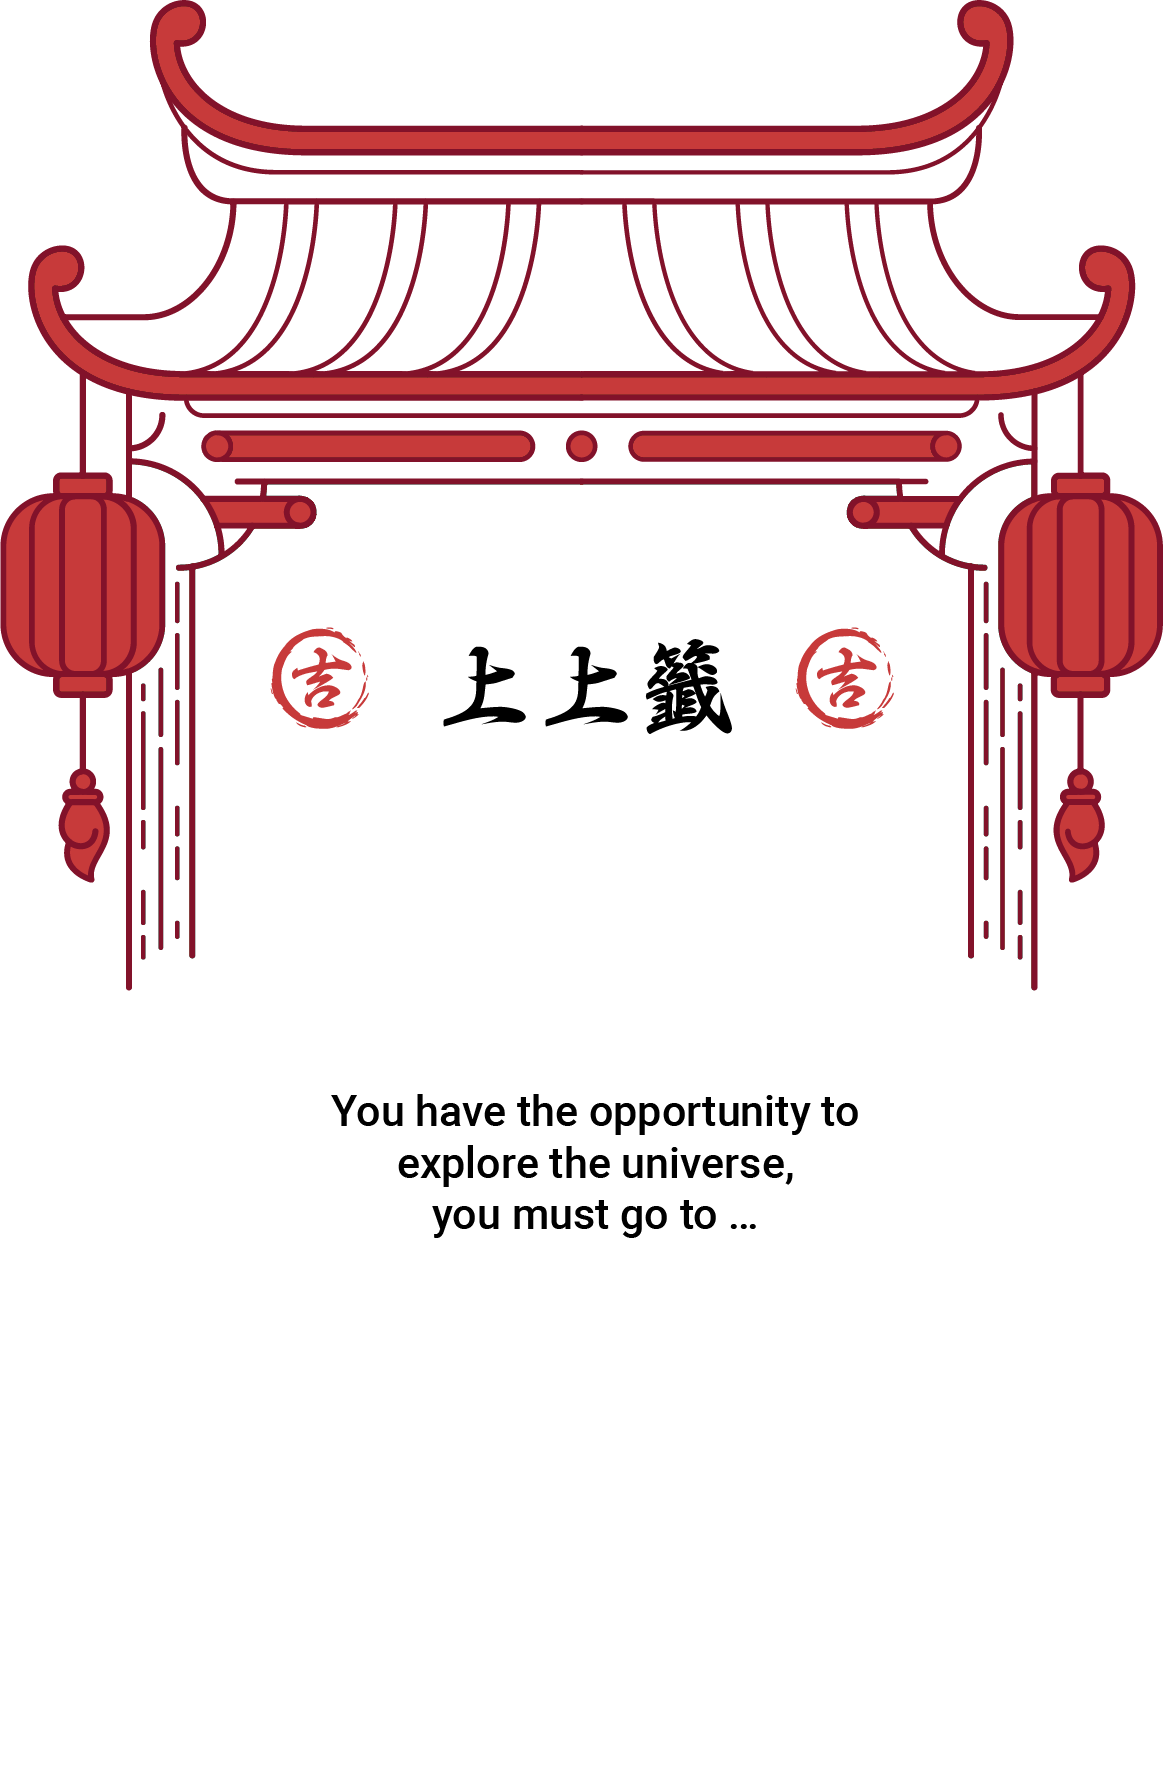 吉 上上籤 吉
You have the opportunity to
explore the universe,
you must go to ...